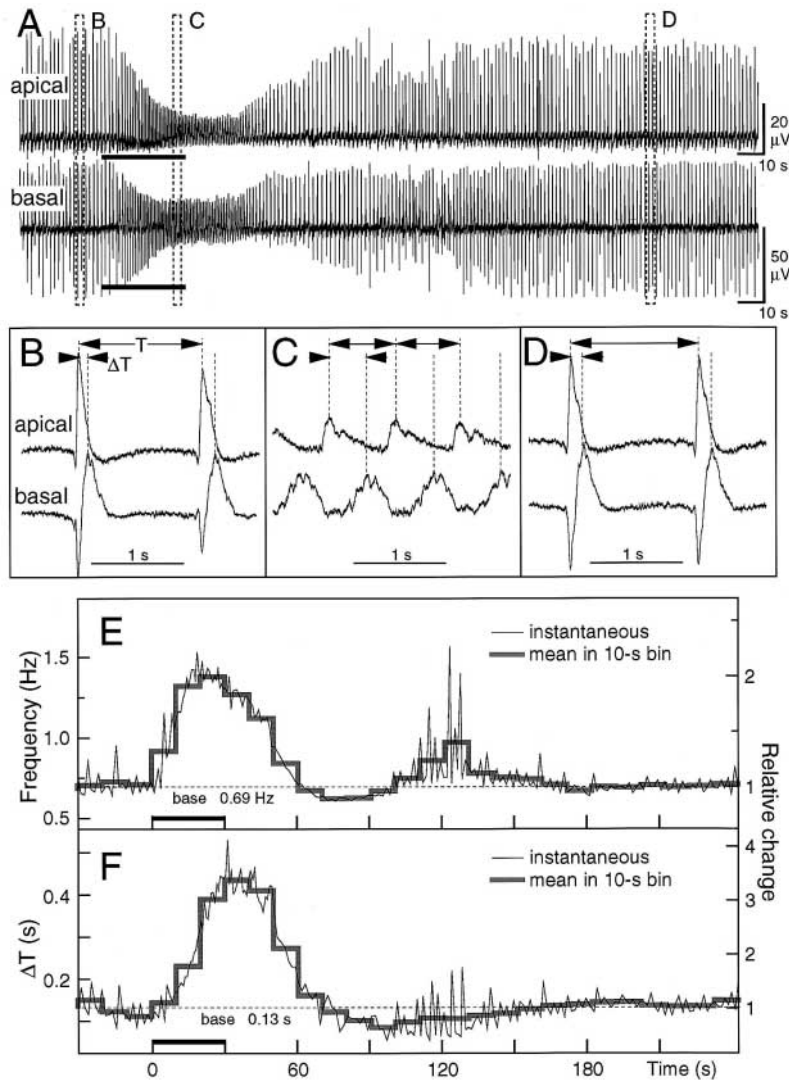 A B C D
apical
20
µV
10 s
basal
50
µV
10 s
B T C D
ΔT
apical
basal
1 s 1 s 1 s
E
instantaneous
mean in 10-s bin
Frequency (Hz)
1.5
1.0
0.5
2
1
base 0.69 Hz
Relative change
F
instantaneous
mean in 10-s bin
ΔT (s)
0.4
0.2
4
3
2
1
base 0.13 s
0 60 120 180 Time (s)